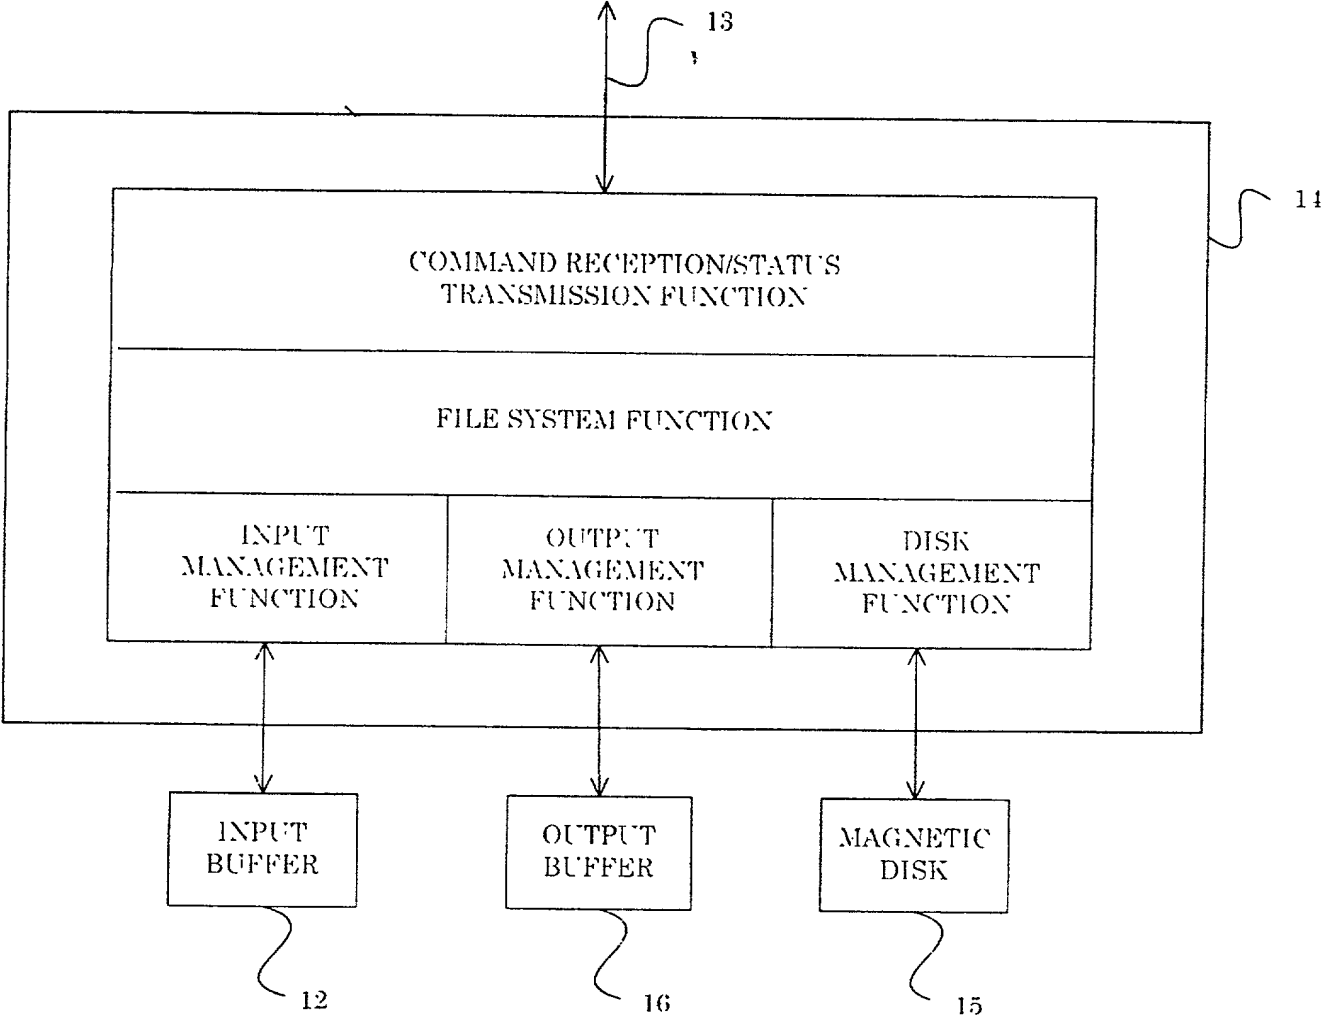 13
14
COMMAND RECEPTION/STATUS
TRANSMISSION FUNCTION
FILE SYSTEM FUNCTION
INPUT
MANAGEMENT
FUNCTION
OUTPUT
MANAGEMENT
FUNCTION
DISK
MANAGEMENT
FUNCTION
INPUT
BUFFER
OUTPUT
BUFFER
MAGNETIC
DISK
12
16
15